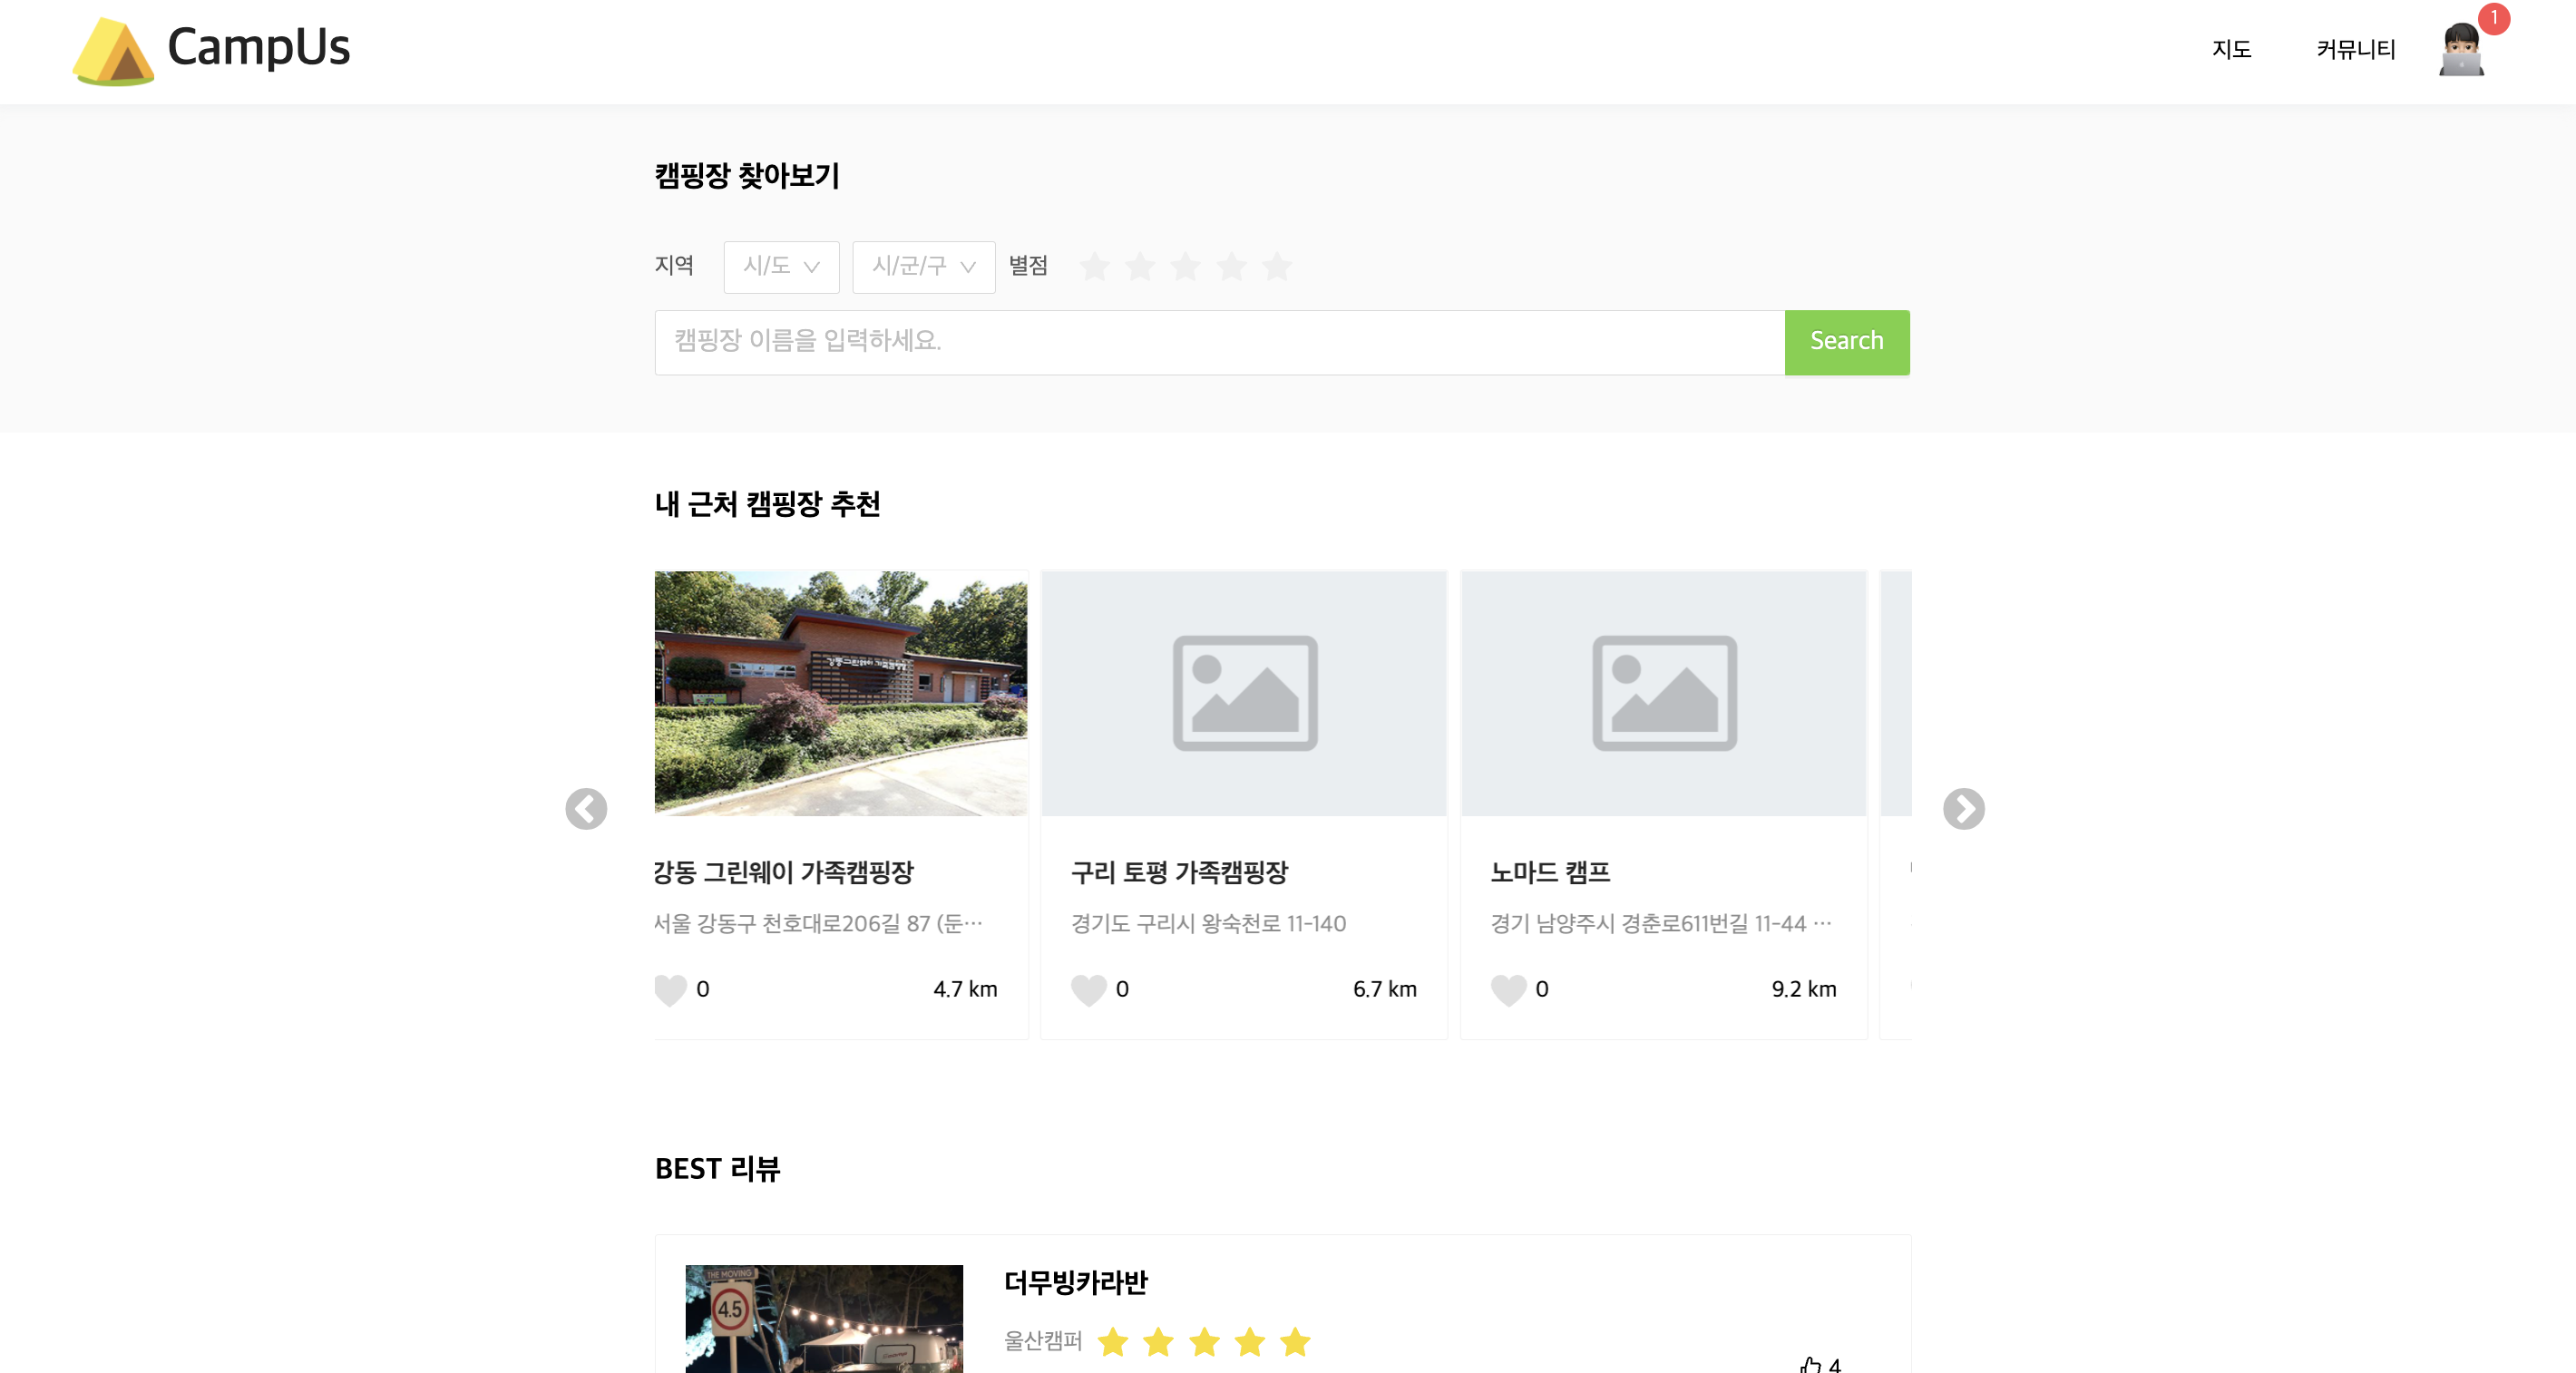 CampUs
지도
커뮤니티
1
캠핑장 찾아보기
지역
시/도
시/군/구
별점
캠핑장 이름을 입력하세요.
Search
내 근처 캠핑장 추천
강동 그린웨이 가족캠핑장
서울 강동구 천호대로206길 87 (둔…
0
4.7 km
구리 토평 가족캠핑장
경기도 구리시 왕숙천로 11-140
0
6.7 km
노마드 캠프
경기 남양주시 경춘로611번길 11-44 …
0
9.2 km
BEST 리뷰
THE MOVING
4.5
더무빙카라반
울산캠퍼
4